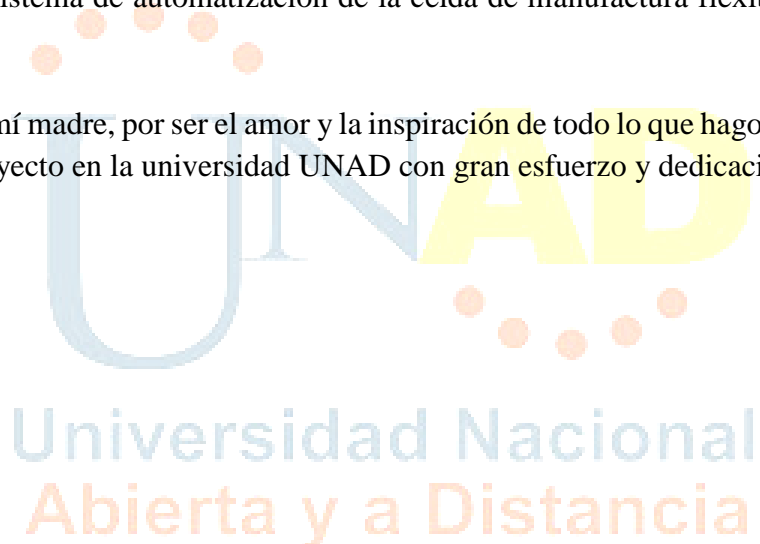 sistema de automatización de la celda de manufactura flexi
mí madre, por ser el amor y la inspiración de todo lo que hago
yecto en la universidad UNAD con gran esfuerzo y dedicaci
UNAD
Universidad Nacional
Abierta y a Distancia